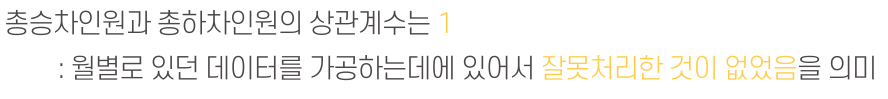 총승차인원과 총하차인원의 상관계수는 1
: 월별로 있던 데이터를 가공하는데에 있어서 잘못처리한 것이 없었음을 의미